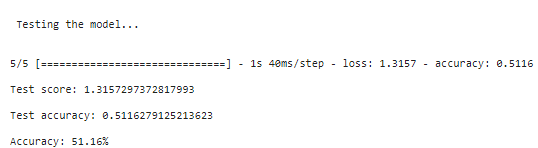 Testing the model...
5/5 [==============================] - 1s 40ms/step - loss: 1.3157 - accuracy: 0.5116
Test score: 1.3157297372817993
Test accuracy: 0.5116279125213623
Accuracy: 51.16%